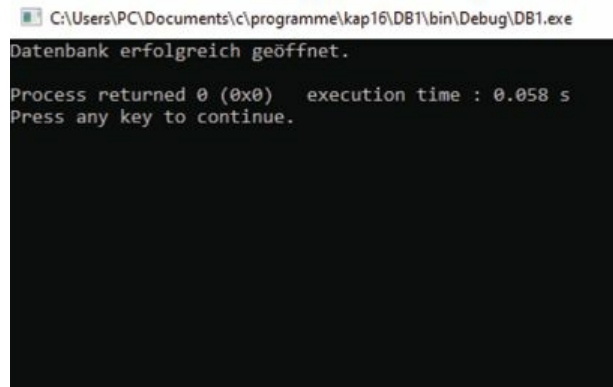 C:\Users\PC\Documents\c\programme\kap16\DB1\bin\Debug\DB1.exe
Datenbank erfolgreich geöffnet.
Process returned 0 (0x0)   execution time : 0.058 s
Press any key to continue.